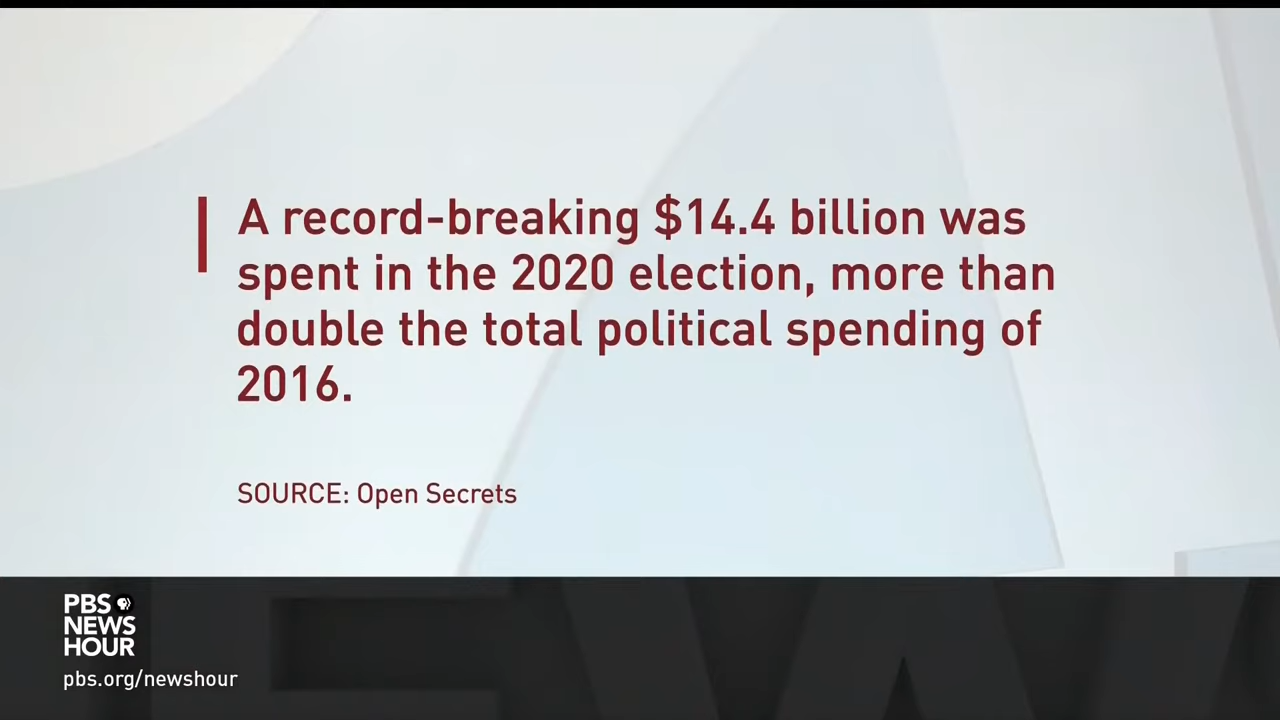 A record-breaking $14.4 billion was
spent in the 2020 election, more than
double the total political spending of
2016.
SOURCE: Open Secrets
PBS
NEWS
HOUR
pbs.org/newshour